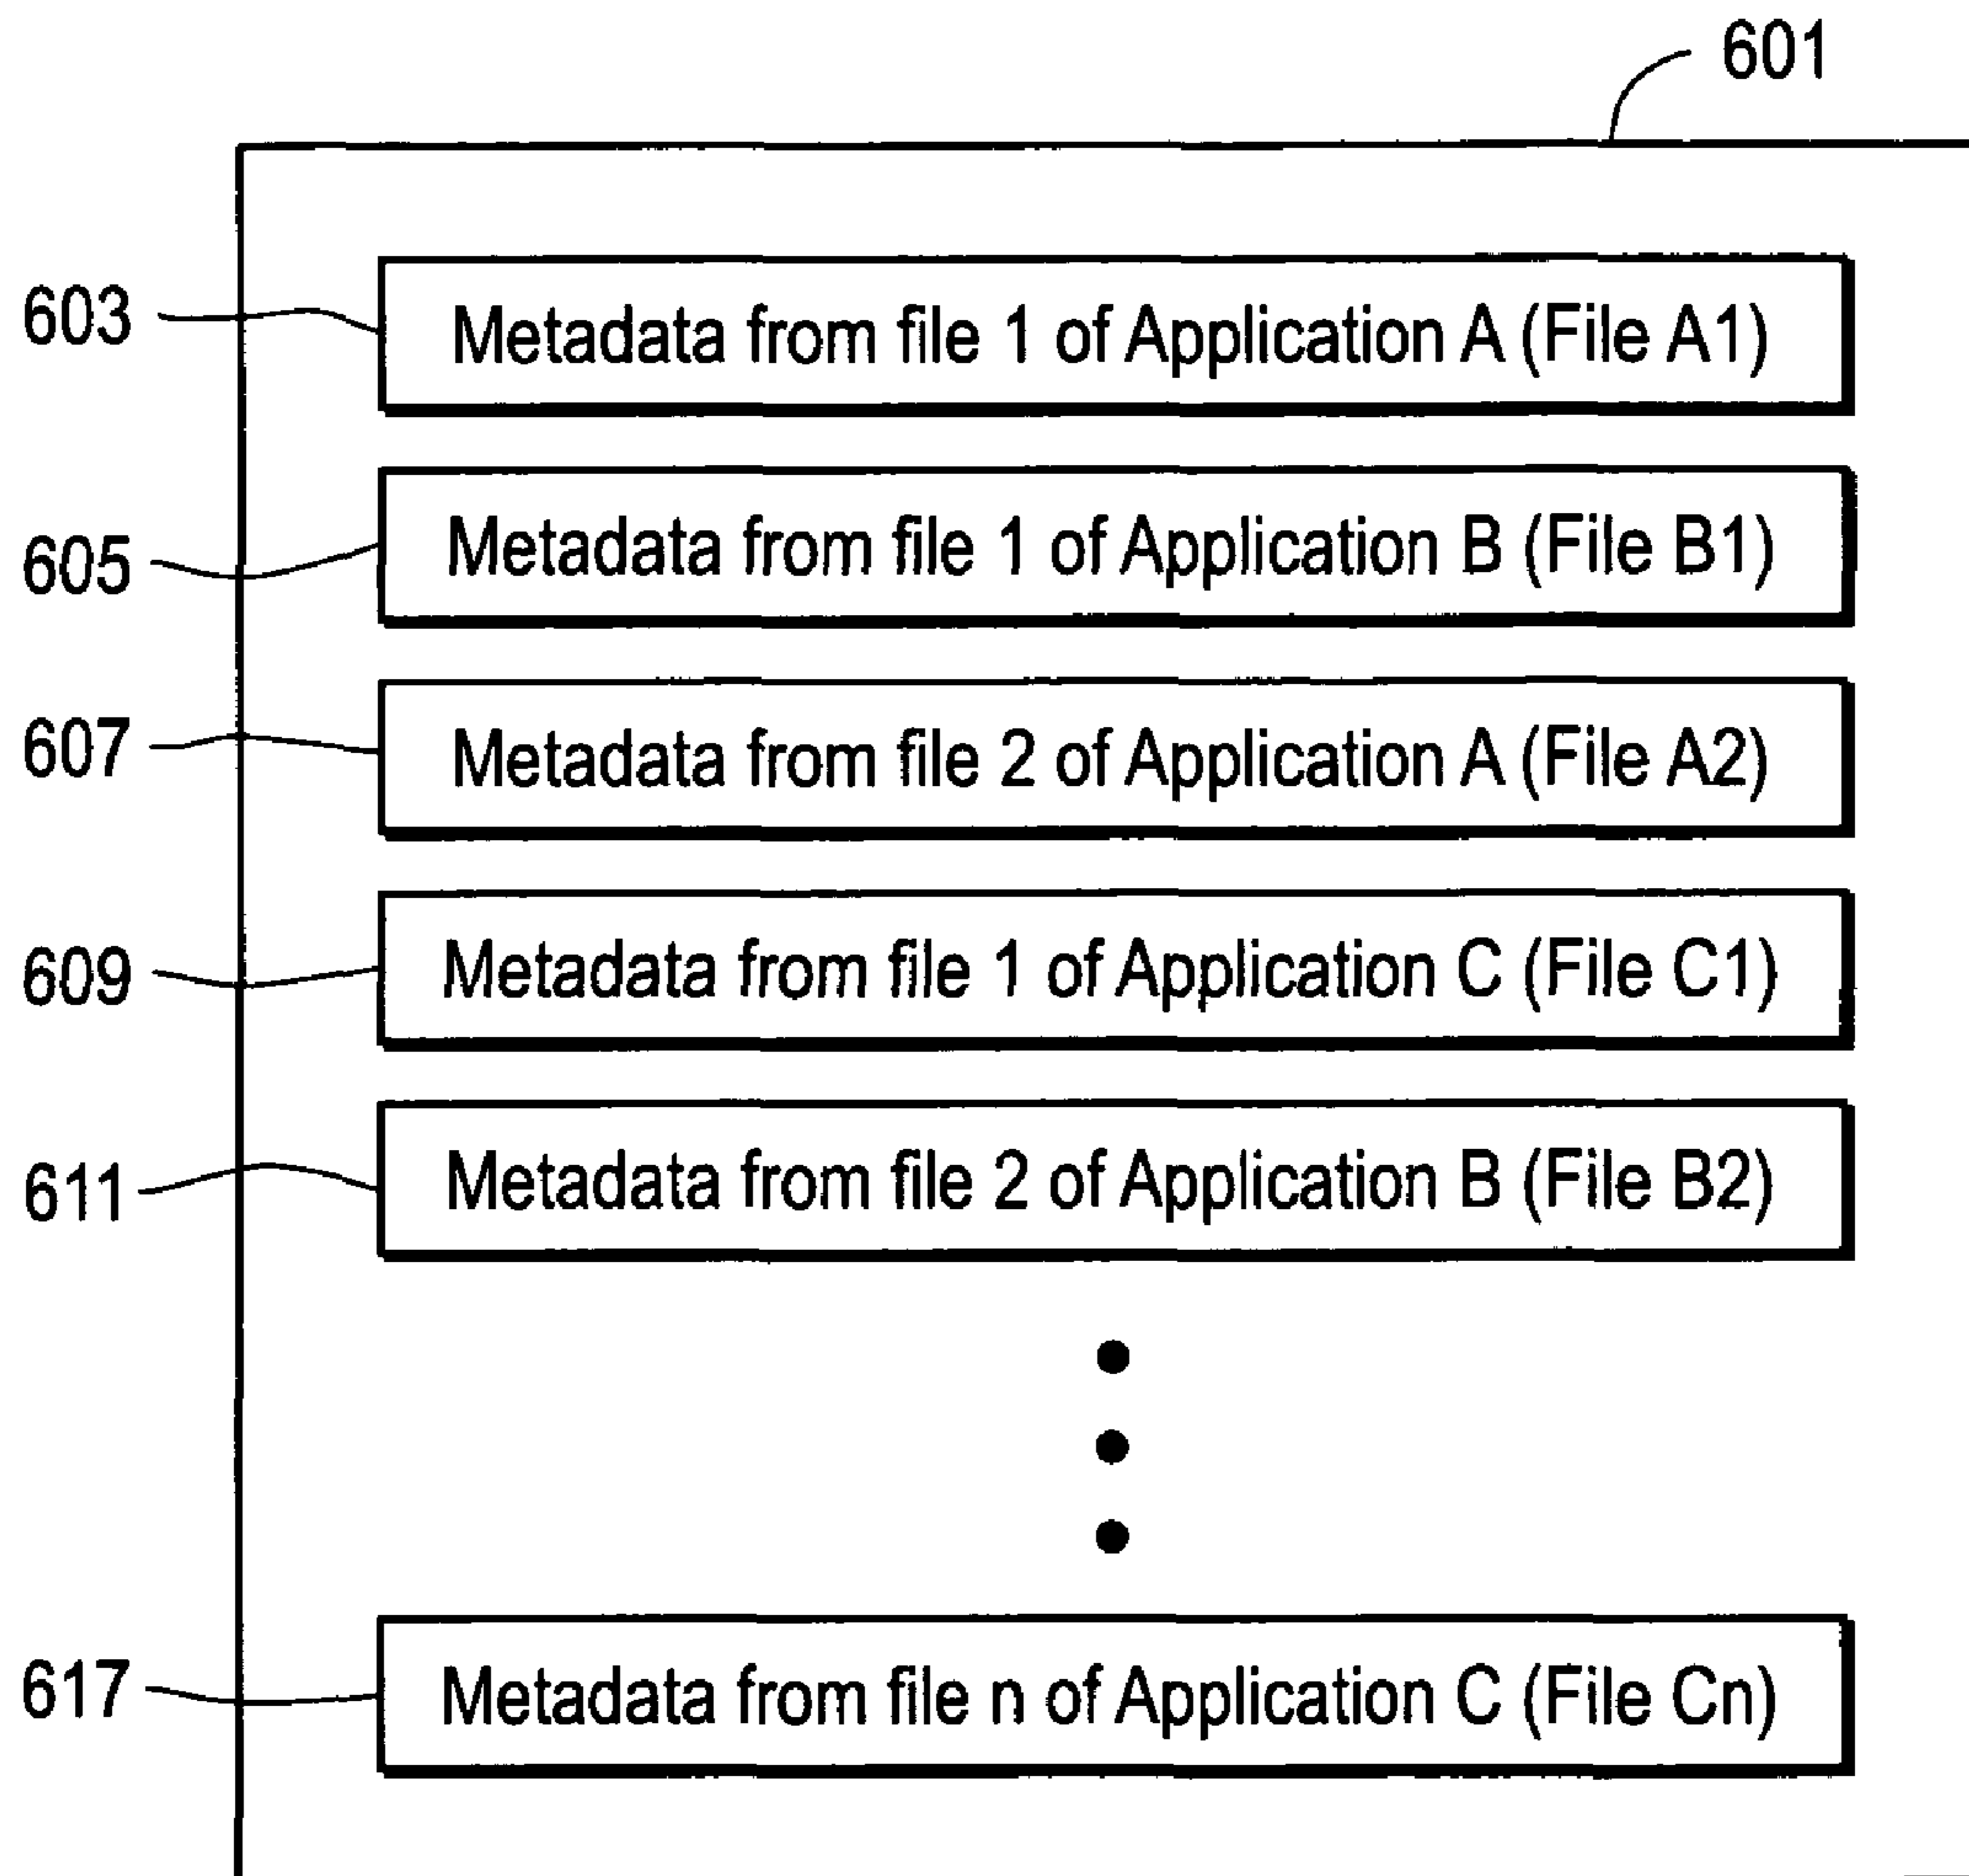 601
603 Metadata from file 1 of Application A (File A1)
605 Metadata from file 1 of Application B (File B1)
607 Metadata from file 2 of Application A (File A2)
609 Metadata from file 1 of Application C (File C1)
611 Metadata from file 2 of Application B (File B2)
617 Metadata from file n of Application C (File Cn)